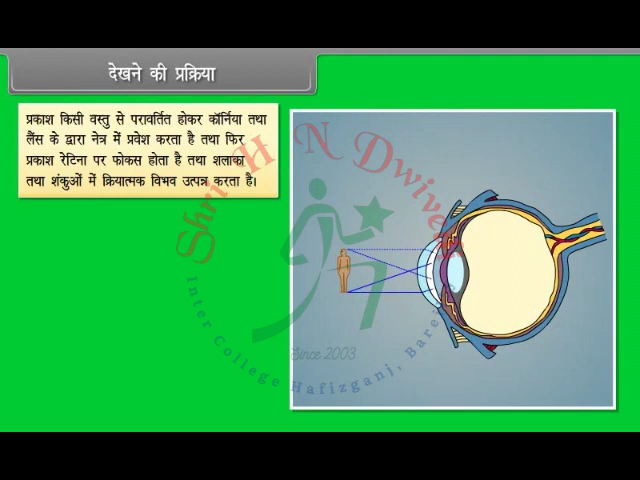 देखने की प्रक्रिया
प्रकाश किसी वस्तु से परावर्तित होकर कॉर्निया तथा
लैंस के द्वारा नेत्र में प्रवेश करता है तथा फिर
प्रकाश रेटिना पर फोकस होता है तथा शलाका
तथा शंकुओं में क्रियात्मक विभव उत्पन्न करता है।
Shri H N Dwivedi
Since 2003
Inter College Hafizganj,